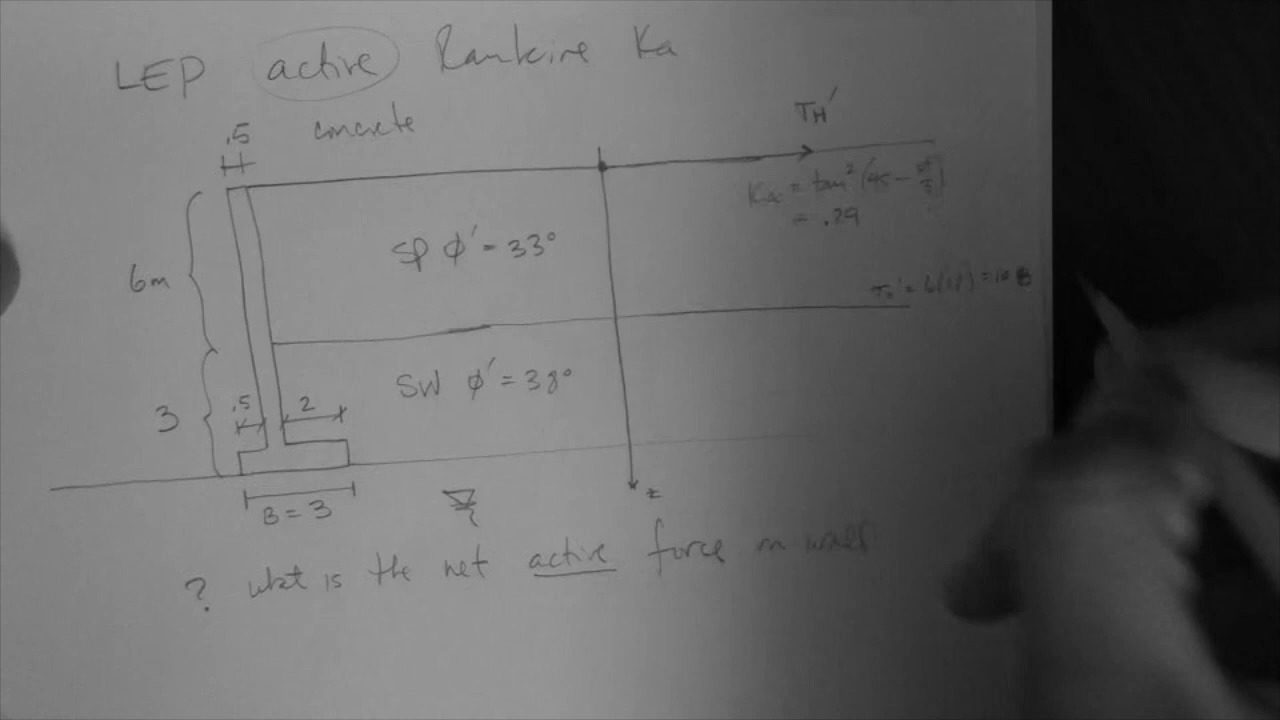 LEP active Rankine Ka
.5 concrete
TH'
Ka = tan²(45 -
= .29
6m
SP φ' = 33°
SW φ' = 38°
3
.5
2
B = 3
z
? what is the net active force on wall